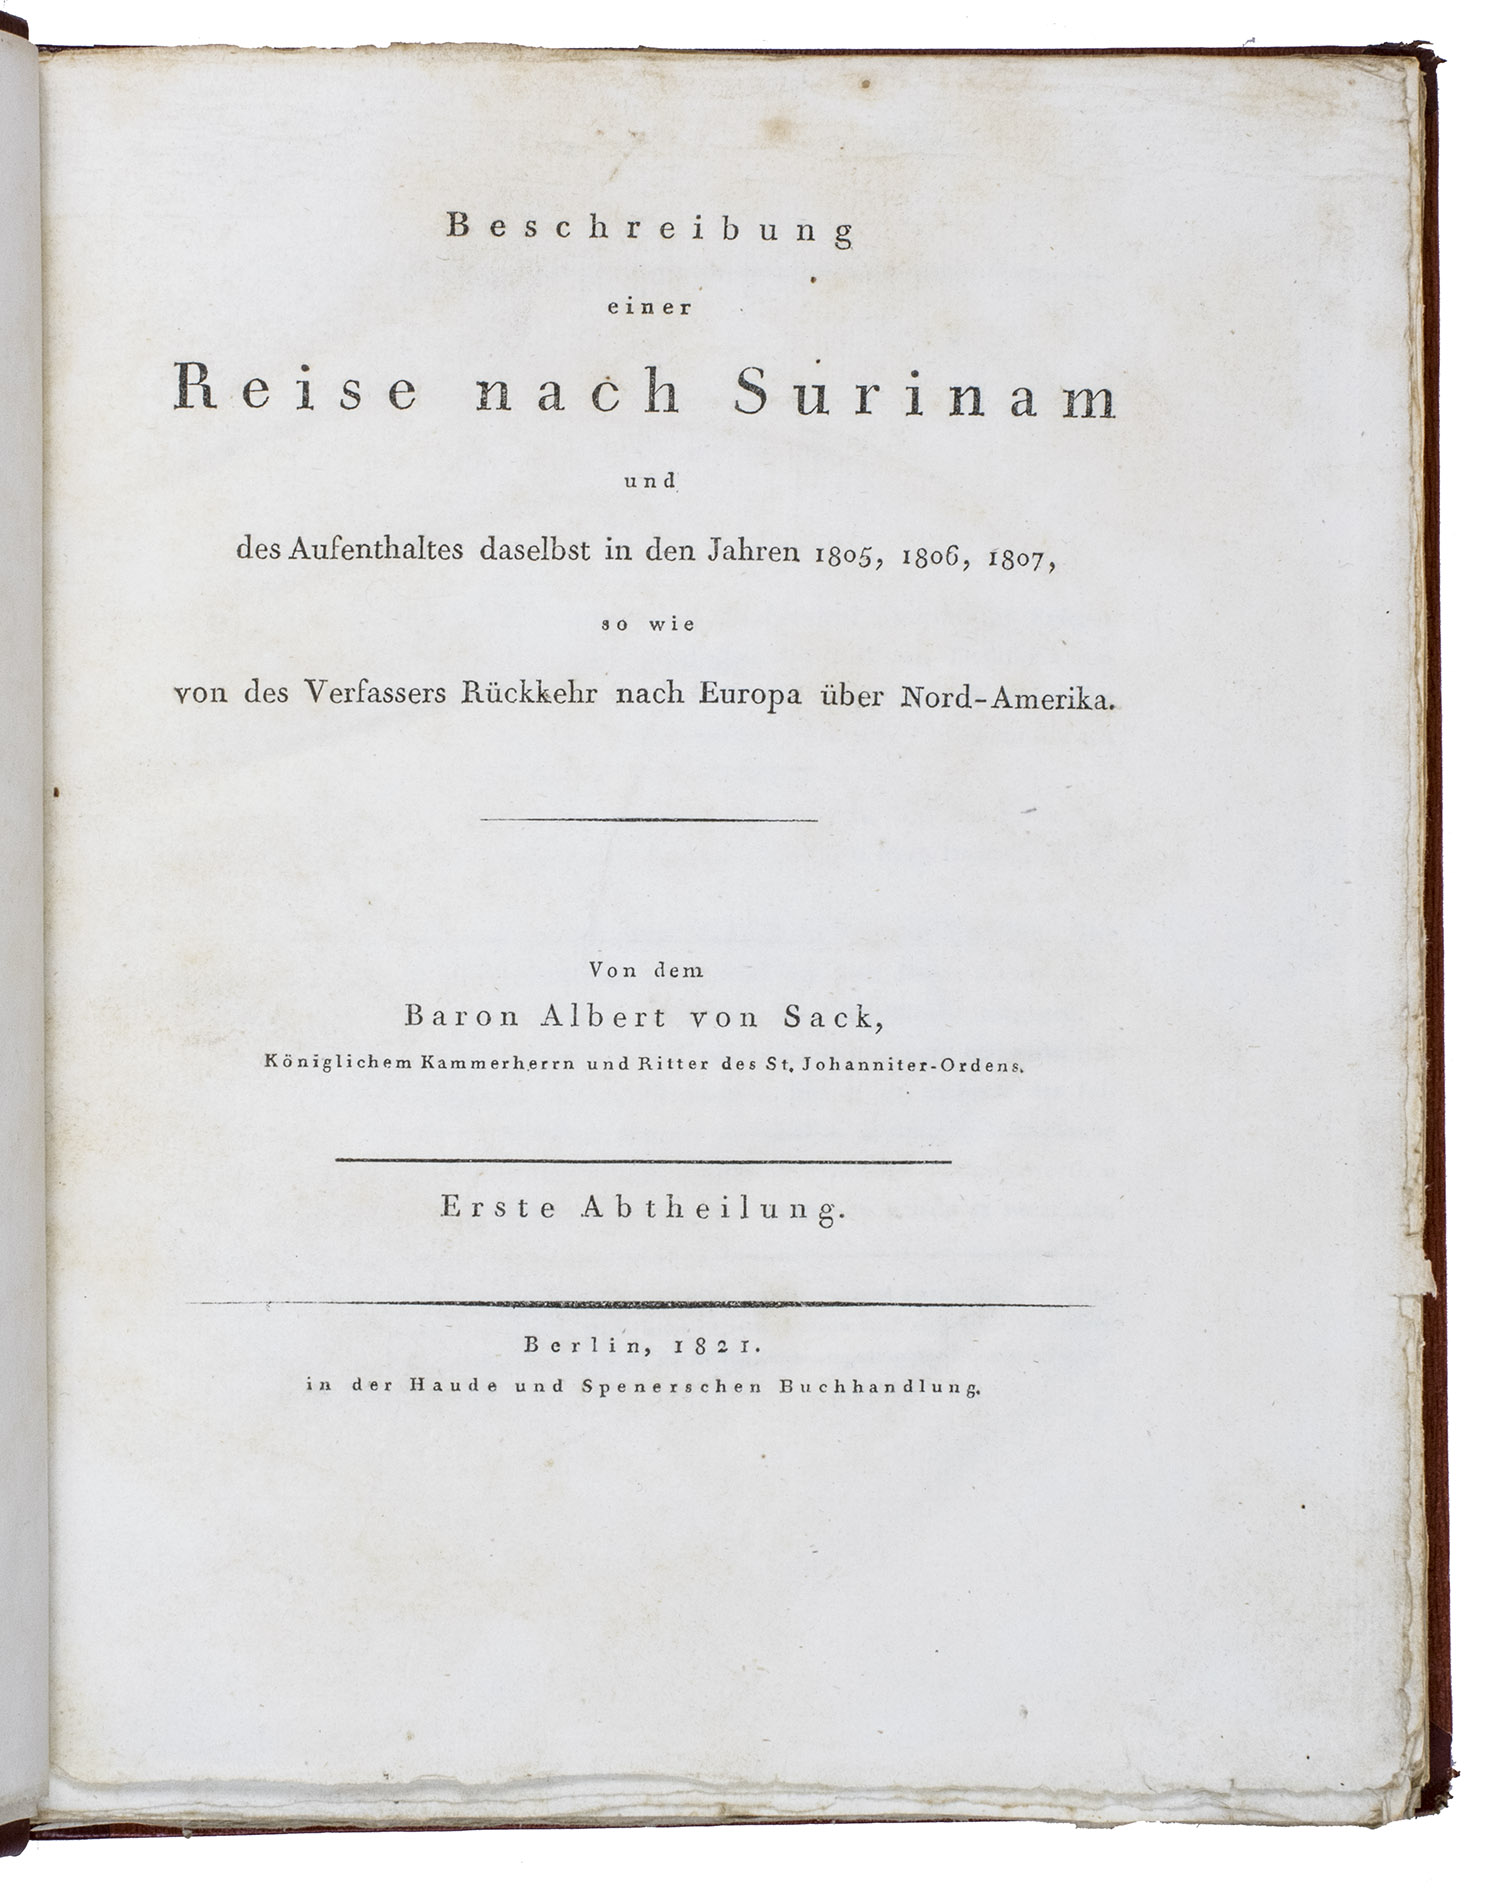 Beschreibung
einer
Reise nach Surinam
und
des Aufenthaltes daselbst in den Jahren 1805, 1806, 1807,
so wie
von des Verfassers Rückkehr nach Europa über Nord-Amerika.
Von dem
Baron Albert von Sack,
Königlichem Kammerherrn und Ritter des St. Johanniter-Ordens.
Erste Abtheilung.
Berlin, 1821.
in der Haude und Spenerschen Buchhandlung.